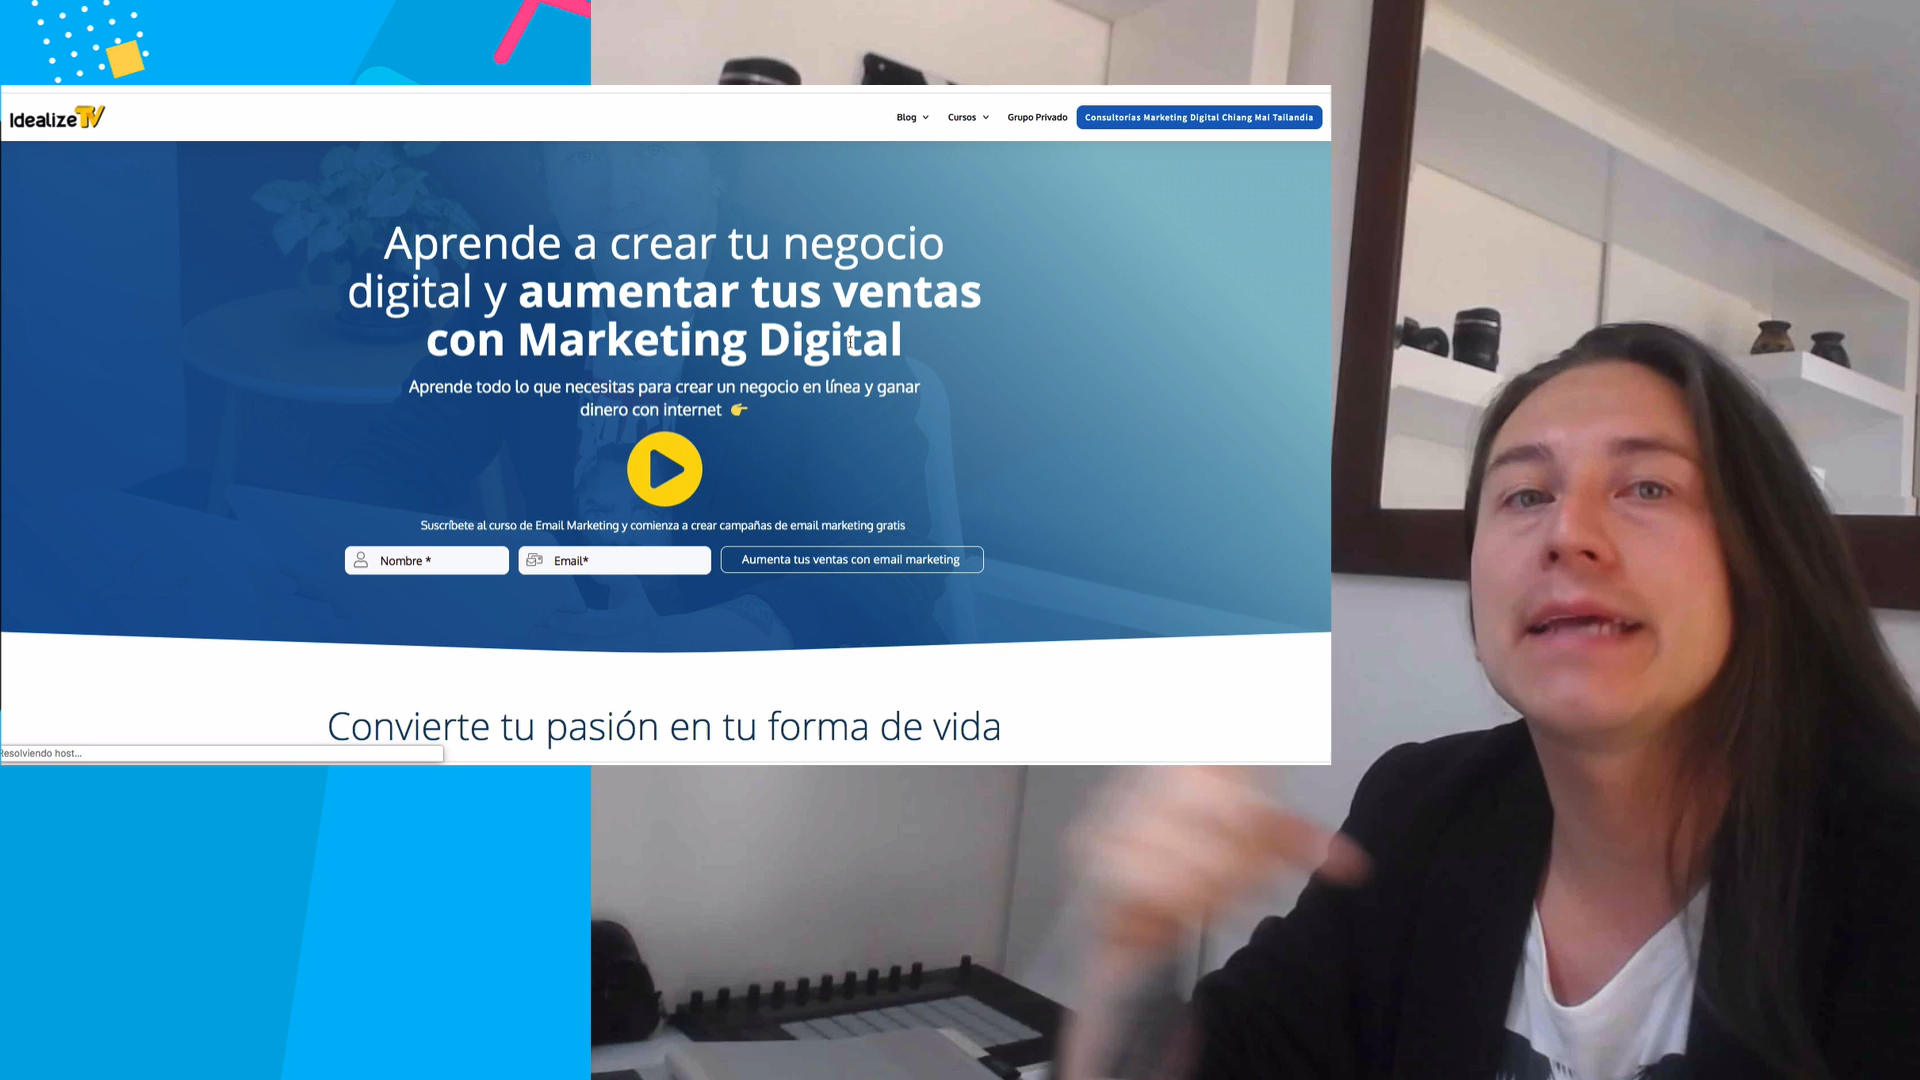 IdealizeTV
Blog
Cursos
Grupo Privado
Consultorías Marketing Digital Chiang Mai Tailandia
Aprende a crear tu negocio
digital y aumentar tus ventas
con Marketing Digital
Aprende todo lo que necesitas para crear un negocio en línea y ganar
dinero con internet 👉
Suscríbete al curso de Email Marketing y comienza a crear campañas de email marketing gratis
Nombre *
Email*
Aumenta tus ventas con email marketing
Convierte tu pasión en tu forma de vida
Resolviendo host...